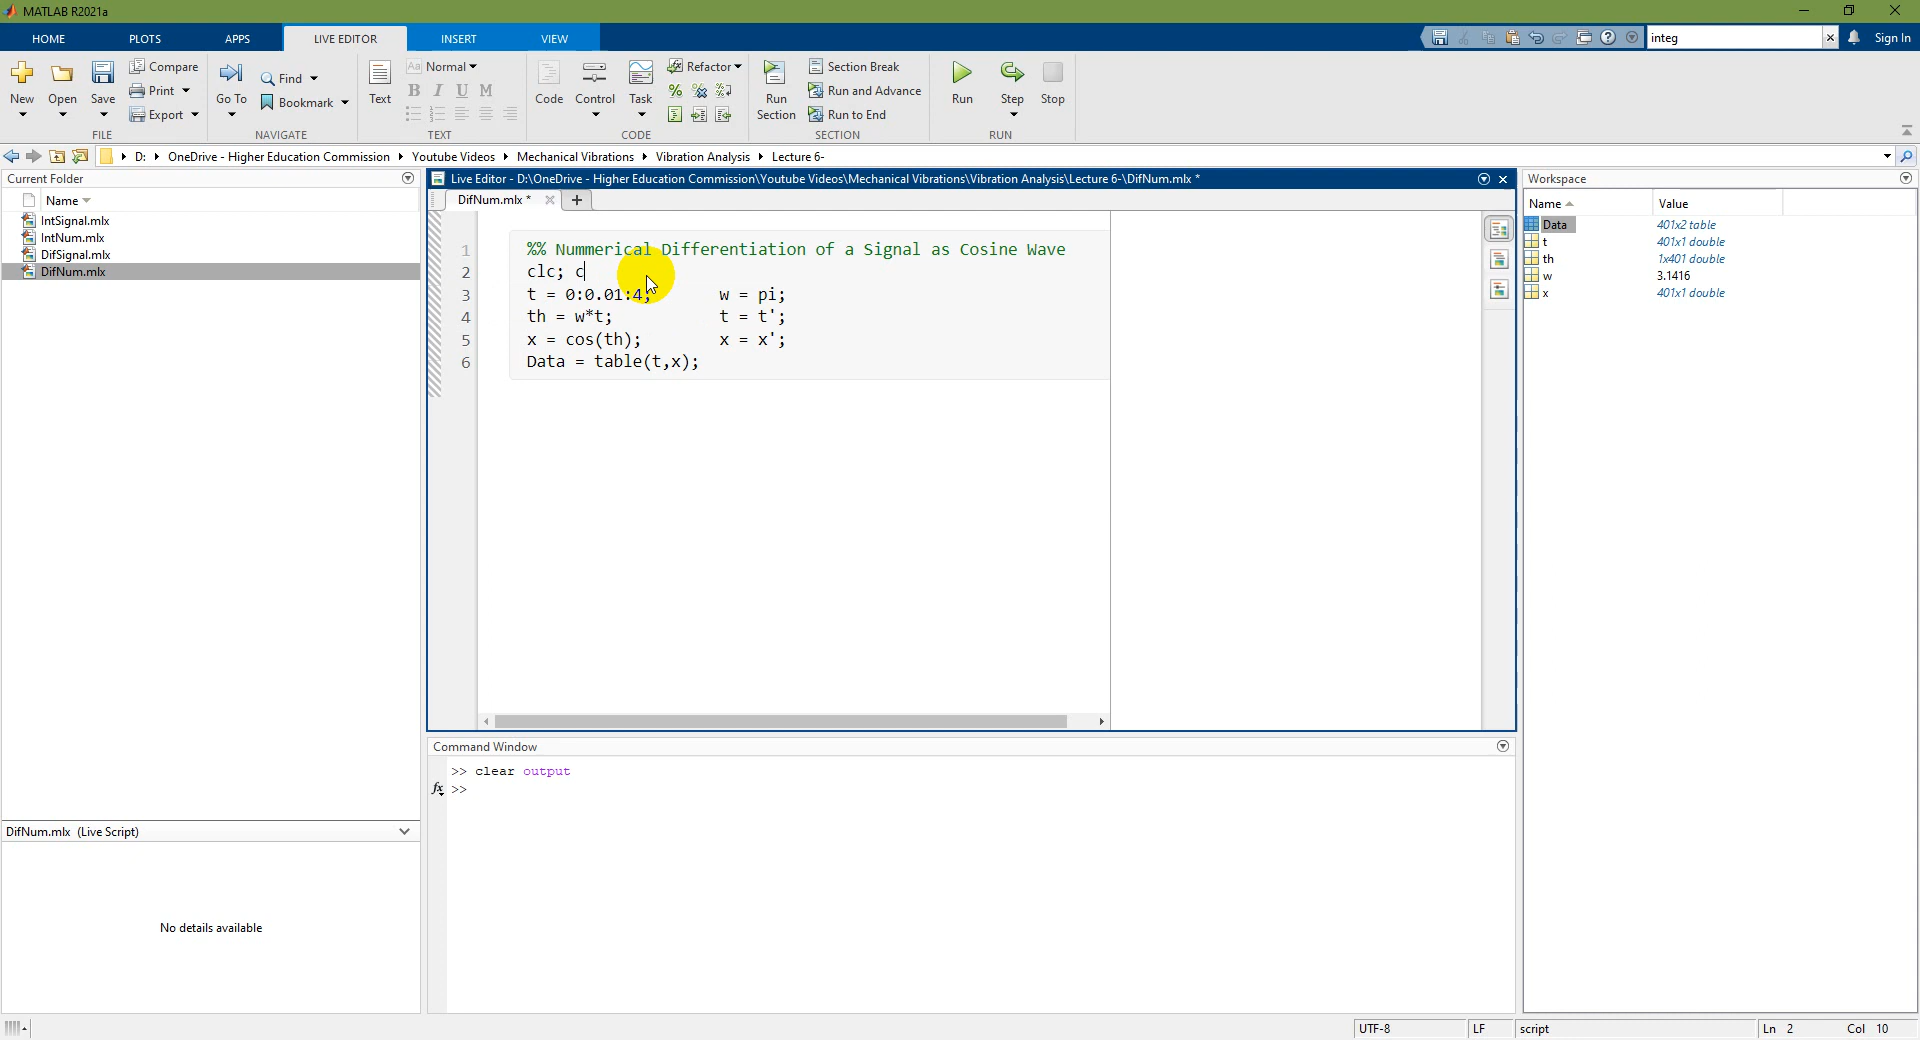 MATLAB R2021a
HOME PLOTS APPS LIVE EDITOR INSERT VIEW integ Sign In
New Open Save Compare Print Export
FILE
Go To Find Bookmark
NAVIGATE
Text Aa Normal B I U M
TEXT
Code Control Task Refactor
CODE
Run Section Section Break Run and Advance Run to End
SECTION
Run Step Stop
RUN
D: OneDrive - Higher Education Commission Youtube Videos Mechanical Vibrations Vibration Analysis Lecture 6-
Current Folder
Name
IntSignal.mlx
IntNum.mlx
DifSignal.mlx
DifNum.mlx
DifNum.mlx (Live Script)
No details available
Live Editor - D:\OneDrive - Higher Education Commission\Youtube Videos\Mechanical Vibrations\Vibration Analysis\Lecture 6-\DifNum.mlx *
DifNum.mlx *
1 %% Nummerical Differentiation of a Signal as Cosine Wave
2 clc; c
3 t = 0:0.01:4; w = pi;
4 th = w*t; t = t';
5 x = cos(th); x = x';
6 Data = table(t,x);
Command Window
>> clear output
fx >>
Workspace
Name Value
Data 401x2 table
t 401x1 double
th 1x401 double
w 3.1416
x 401x1 double
UTF-8 LF script Ln 2 Col 10